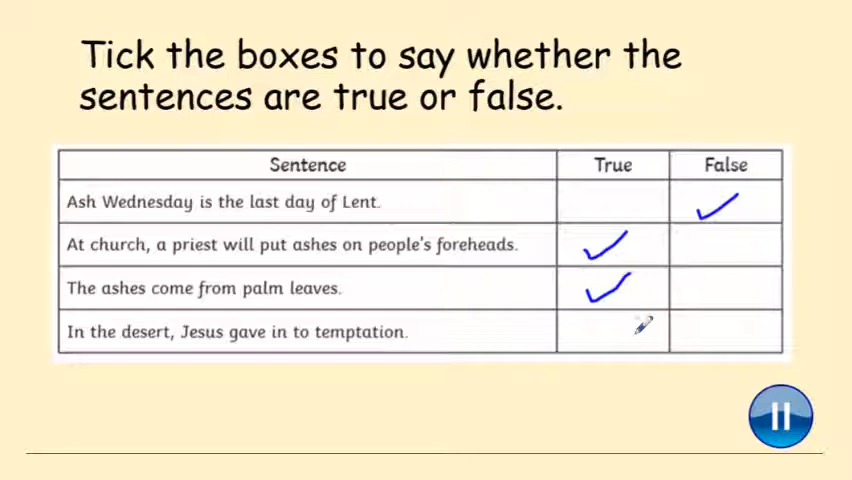 Tick the boxes to say whether the
sentences are true or false.
Sentence True False
Ash Wednesday is the last day of Lent.
At church, a priest will put ashes on people's foreheads.
The ashes come from palm leaves.
In the desert, Jesus gave in to temptation.